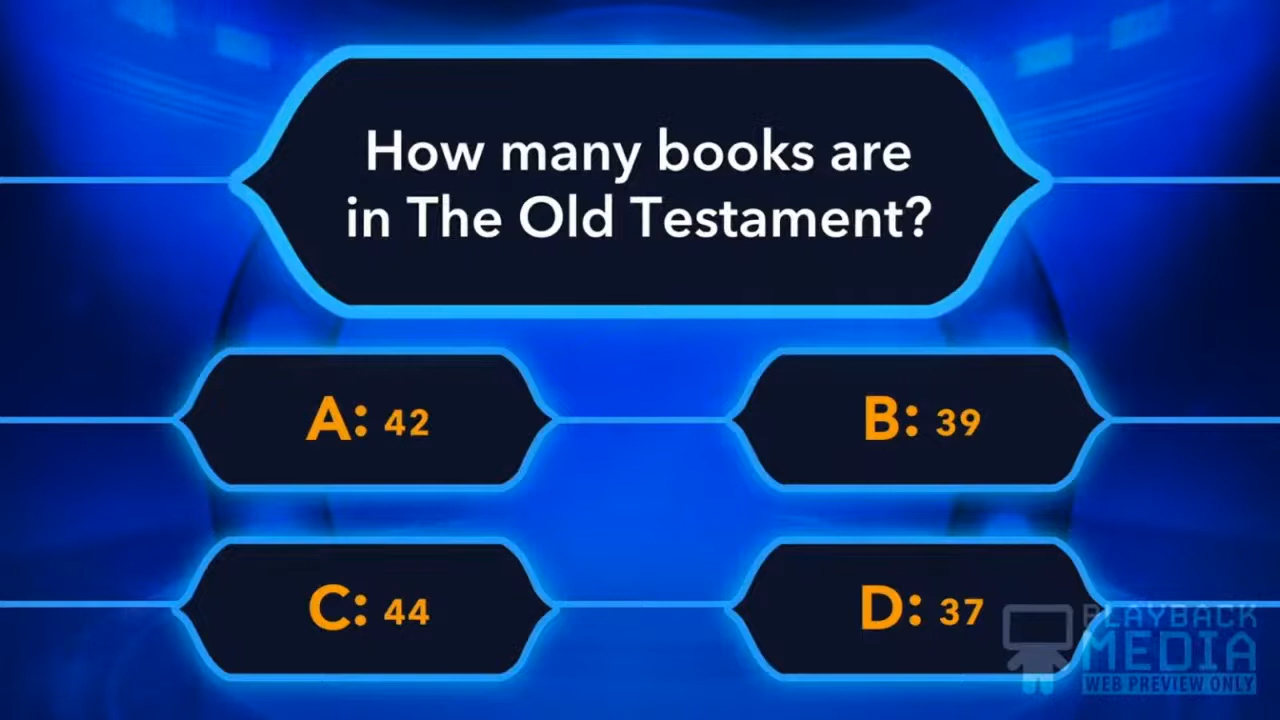 How many books are
in The Old Testament?
A: 42
B: 39
C: 44
D: 37
PLAYBACK
MEDIA
WEB PREVIEW ONLY